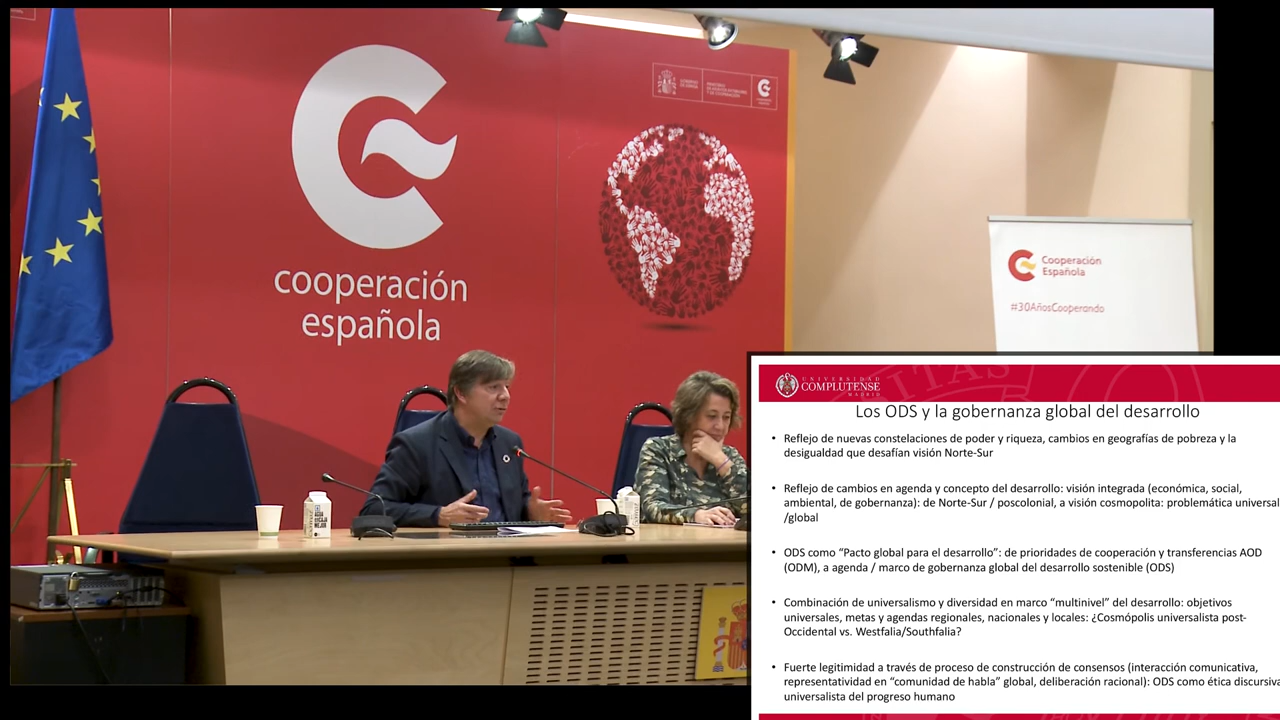 cooperación
española
GOBIERNO
DE ESPAÑA
Cooperación
Española
#30AñosCooperando
UNIVERSIDAD
COMPLUTENSE
MADRID
Los ODS y la gobernanza global del desarrollo
• Reflejo de nuevas constelaciones de poder y riqueza, cambios en geografías de pobreza y la
desigualdad que desafían visión Norte-Sur
• Reflejo de cambios en agenda y concepto del desarrollo: visión integrada (económica, social,
ambiental, de gobernanza): de Norte-Sur / poscolonial, a visión cosmopolita: problemática universal
/global
• ODS como “Pacto global para el desarrollo”: de prioridades de cooperación y transferencias AOD
(ODM), a agenda / marco de gobernanza global del desarrollo sostenible (ODS)
• Combinación de universalismo y diversidad en marco “multinivel” del desarrollo: objetivos
universales, metas y agendas regionales, nacionales y locales: ¿Cosmópolis universalista post-
Occidental vs. Westfalia/Southfalia?
• Fuerte legitimidad a través de proceso de construcción de consensos (interacción comunicativa,
representatividad en “comunidad de habla” global, deliberación racional): ODS como ética discursiva
universalista del progreso humano